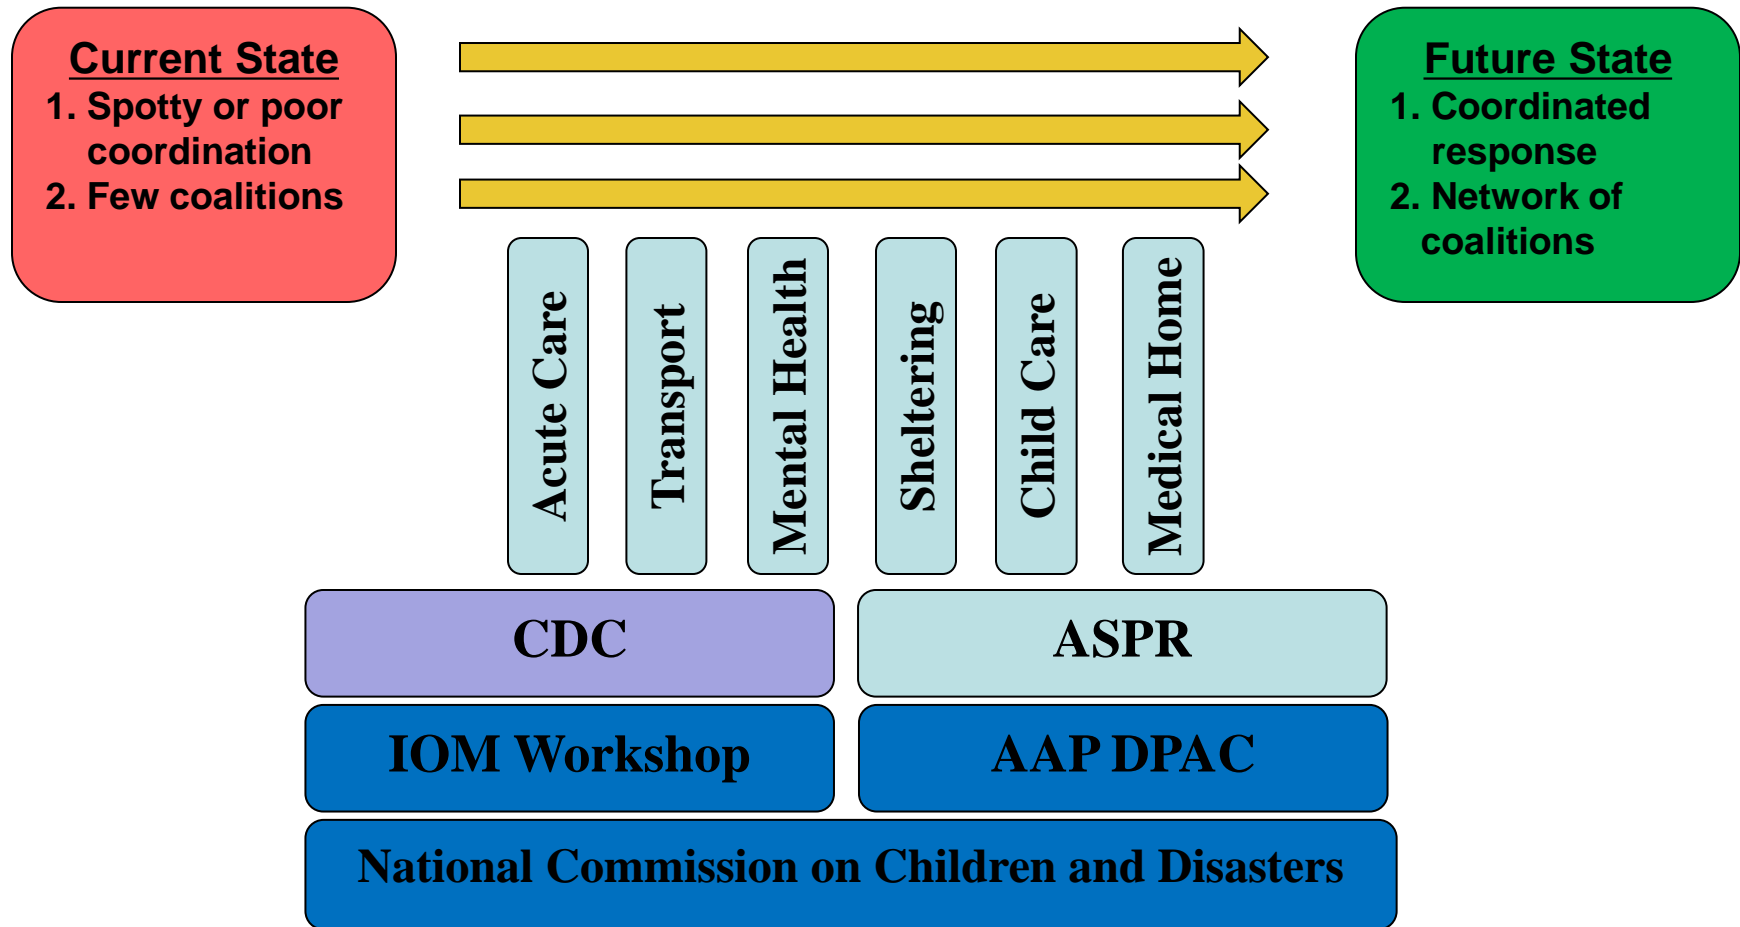 Current State
1. Spotty or poor
coordination
2. Few coalitions
Future State
1. Coordinated
response
2. Network of
coalitions
Acute Care
Transport
Mental Health
Sheltering
Child Care
Medical Home
CDC
ASPR
IOM Workshop
AAP DPAC
National Commission on Children and Disasters